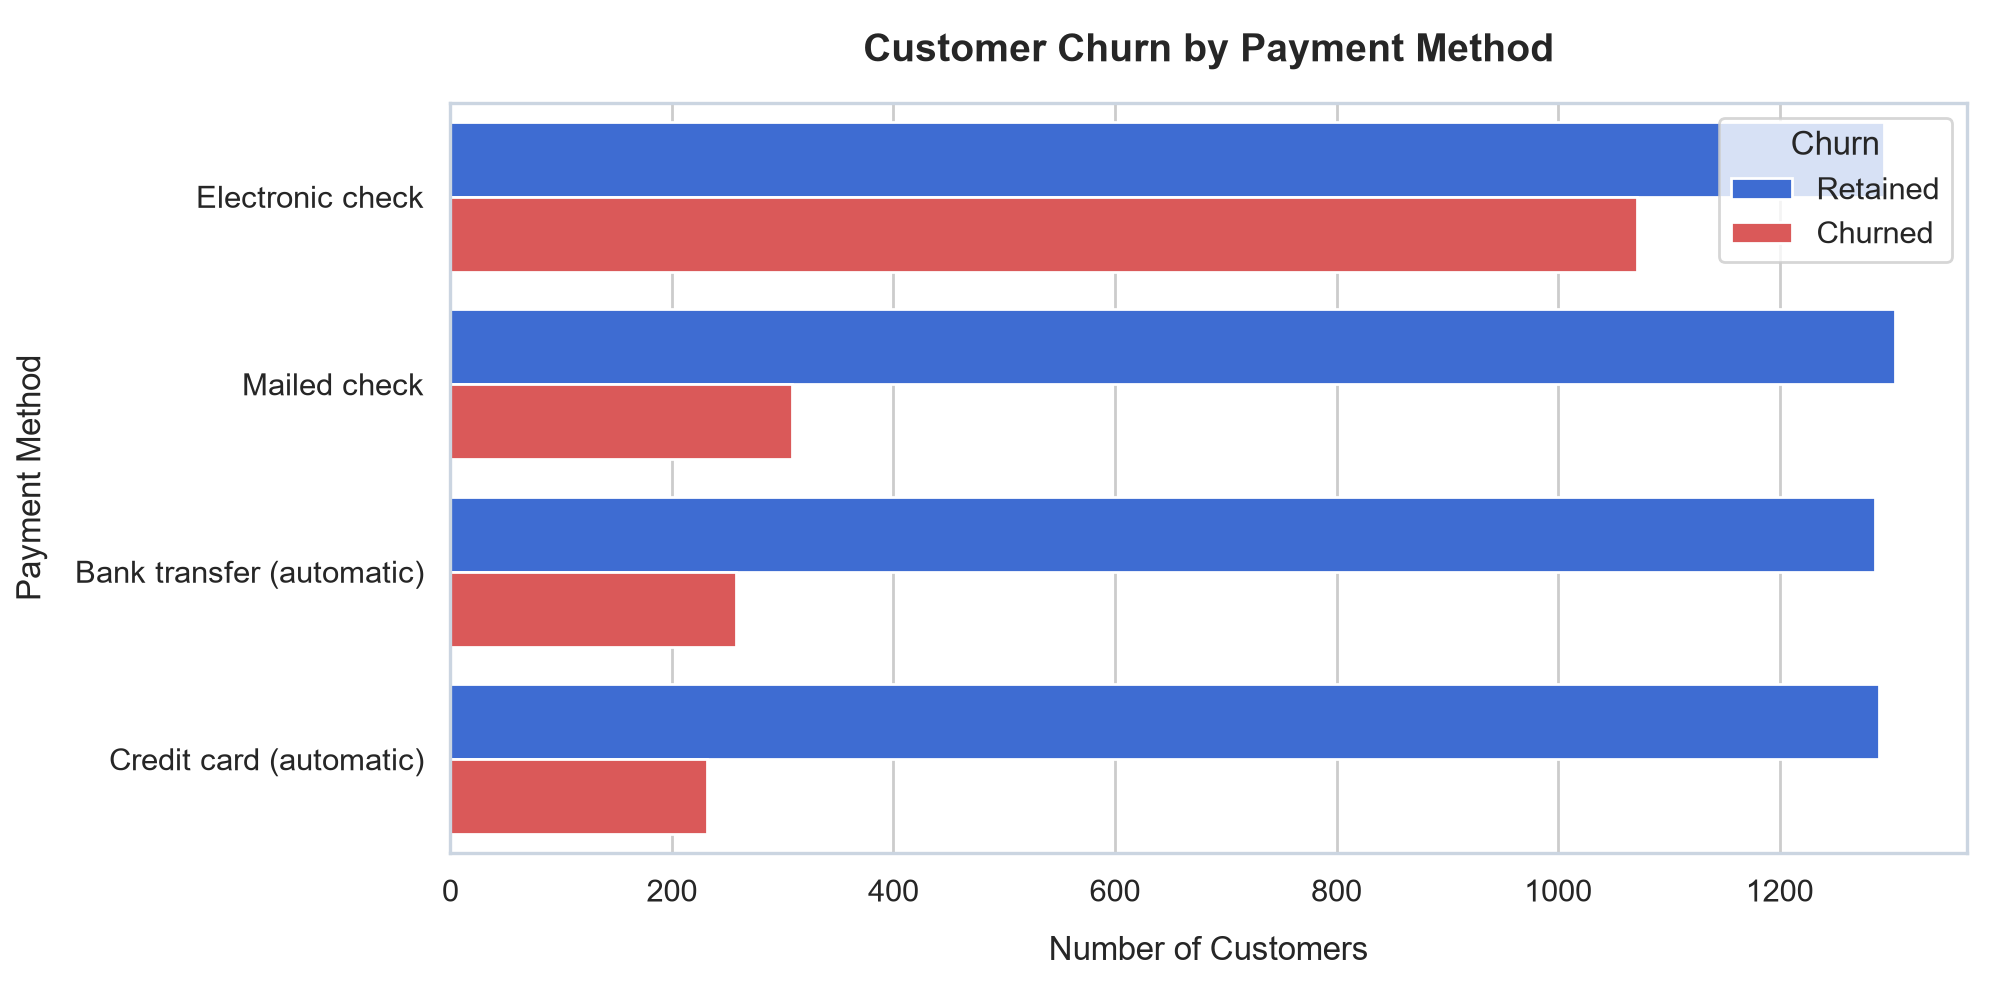 Customer Churn by Payment Method
Churn
Retained
Churned
Payment Method
Electronic check
Mailed check
Bank transfer (automatic)
Credit card (automatic)
0 200 400 600 800 1000 1200
Number of Customers